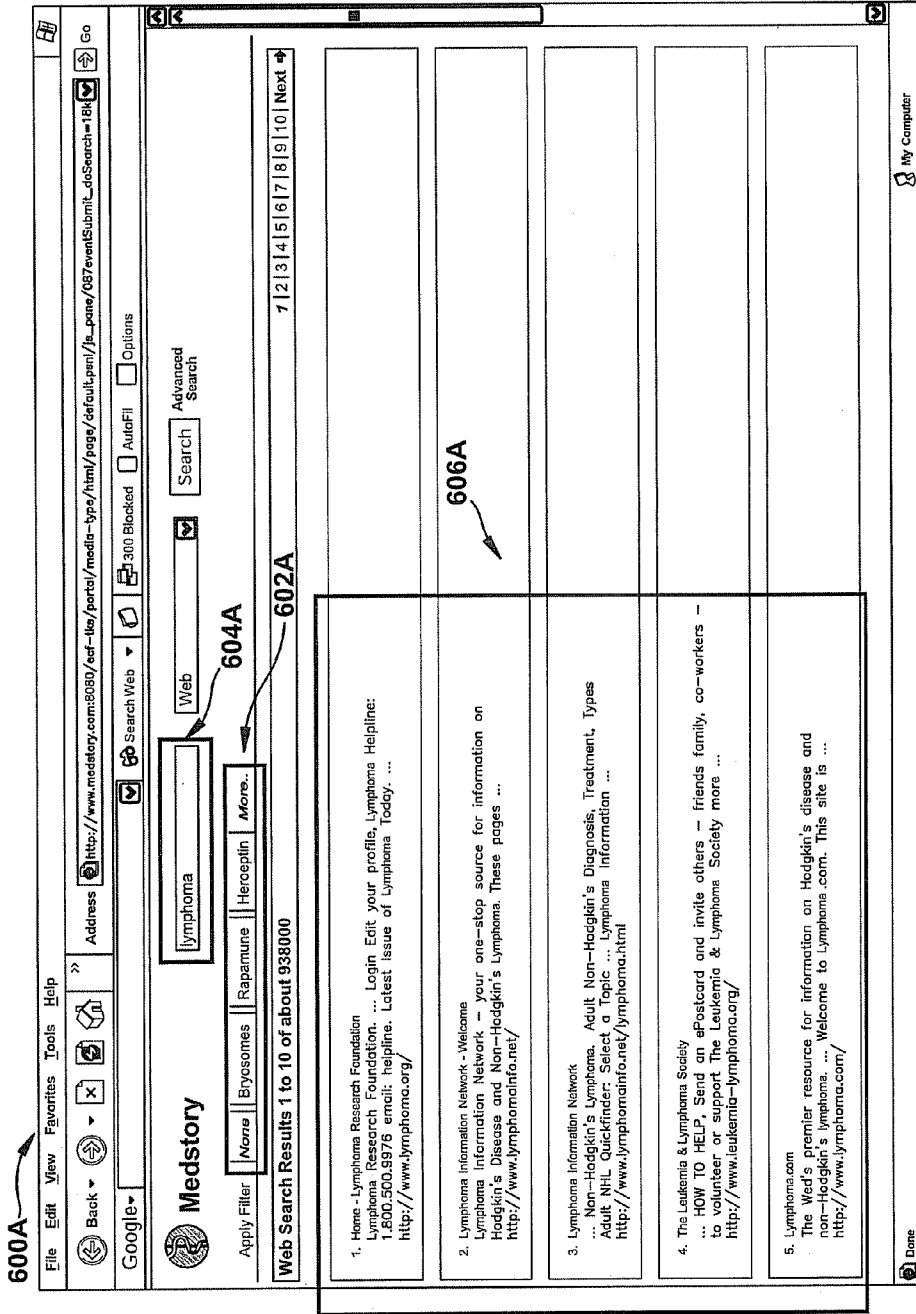 600A
File Edit View Favorites Tools Help
Back
»
Address http://www.medstory.com:8080/ecf-tks/portal/media-type/html/page/default.psnl/js_pane/087eventSubmit_doSearch=18k Go
Google Search Web 300 Blocked AutoFil Options
Medstory
lymphoma
Web
Search
Advanced
Search
604A
Apply Filter None Bryosomes Rapamune Heroeptin More..
602A
Web Search Results 1 to 10 of about 938000
1|2|3|4|5|6|7|8|9|10| Next
606A
1. Home - Lymphoma Research Foundation
Lymphoma Research Foundation. ... Login Edit your profile, Lymphoma Helpline:
1.800.500.9976 email: helpline. Latest issue of Lymphoma Today. ...
http://www.lymphoma.org/
2. Lymphoma Information Network - Welcome
Lymphoma Information Network – your one–stop source for information on
Hodgkin's Disease and Non–Hodgkin's Lymphoma. These pages ...
http://www.lymphomainfo.net/
3. Lymphoma Information Network
... Non–Hodgkin's Lymphoma. Adult Non–Hodgkin's Diagnosis, Treatment, Types
Adult NHL Quickfinder: Select a Topic ... Lymphoma Information ...
http://www.lymphomainfo.net/lymphoma.html
4. The Leukemia & Lymphoma Society
... HOW TO HELP, Send an ePostcard and invite others – friends family, co–workers –
to volunteer or support The Leukemia & Lymphoma Society more ...
http://www.leukemia–lymphoma.org/
5. Lymphoma.com
The Wed's premier resource for information on Hodgkin's disease and
non–Hodgkin's lymphoma. ... Welcome to Lymphoma.com. This site is ...
http://www.lymphoma.com/
Done
My Computer